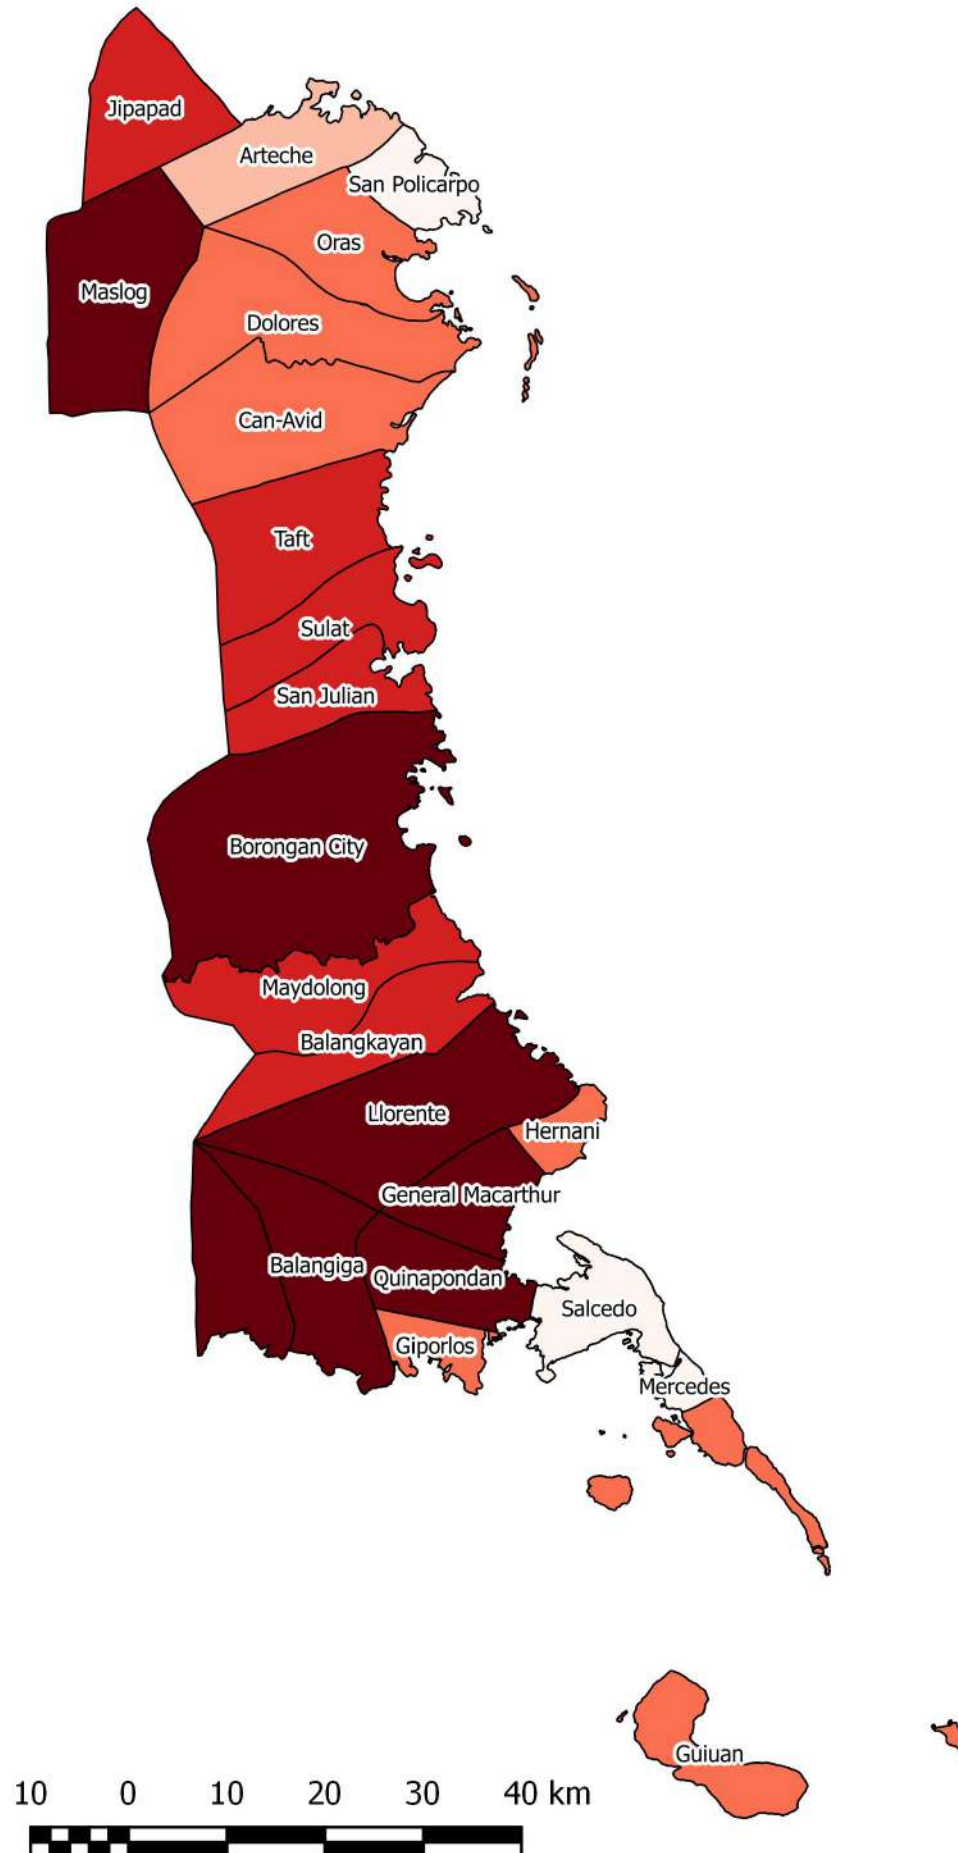 Jipapad
Arteche
San Policarpo
Oras
Maslog
Dolores
Can-Avid
Taft
Sulat
San Julian
Borongan City
Maydolong
Balangkayan
Llorente
Hernani
General Macarthur
Balangiga
Quinapondan
Salcedo
Giporlos
Mercedes
Guiuan
10 0 10 20 30 40 km